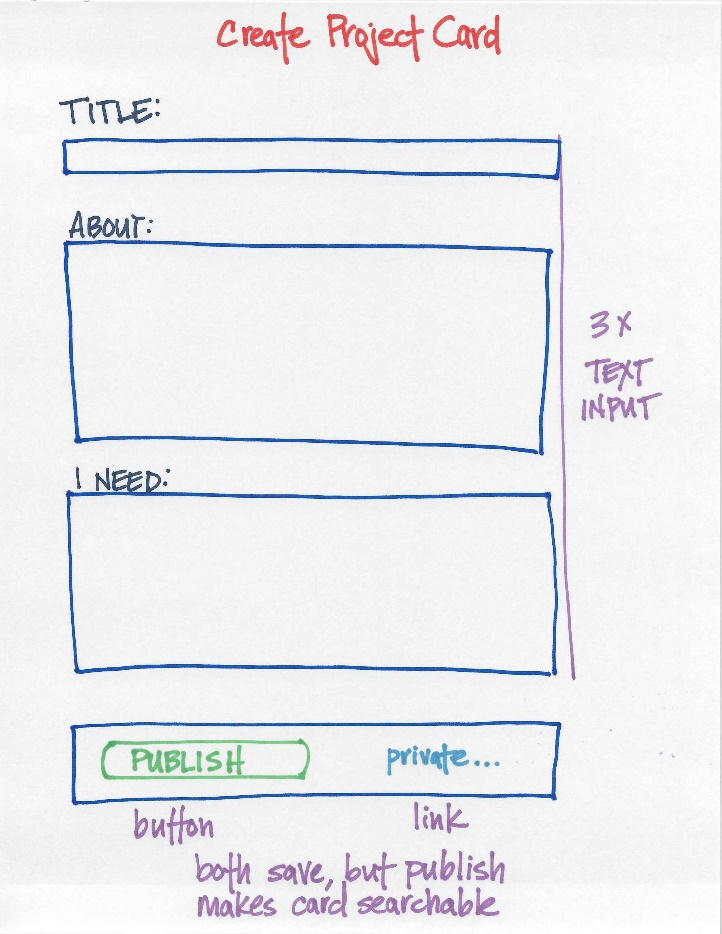 Create Project Card
TITLE:
ABOUT:
3X
TEXT
INPUT
I NEED:
PUBLISH
private...
button
link
both save, but publish
makes card searchable